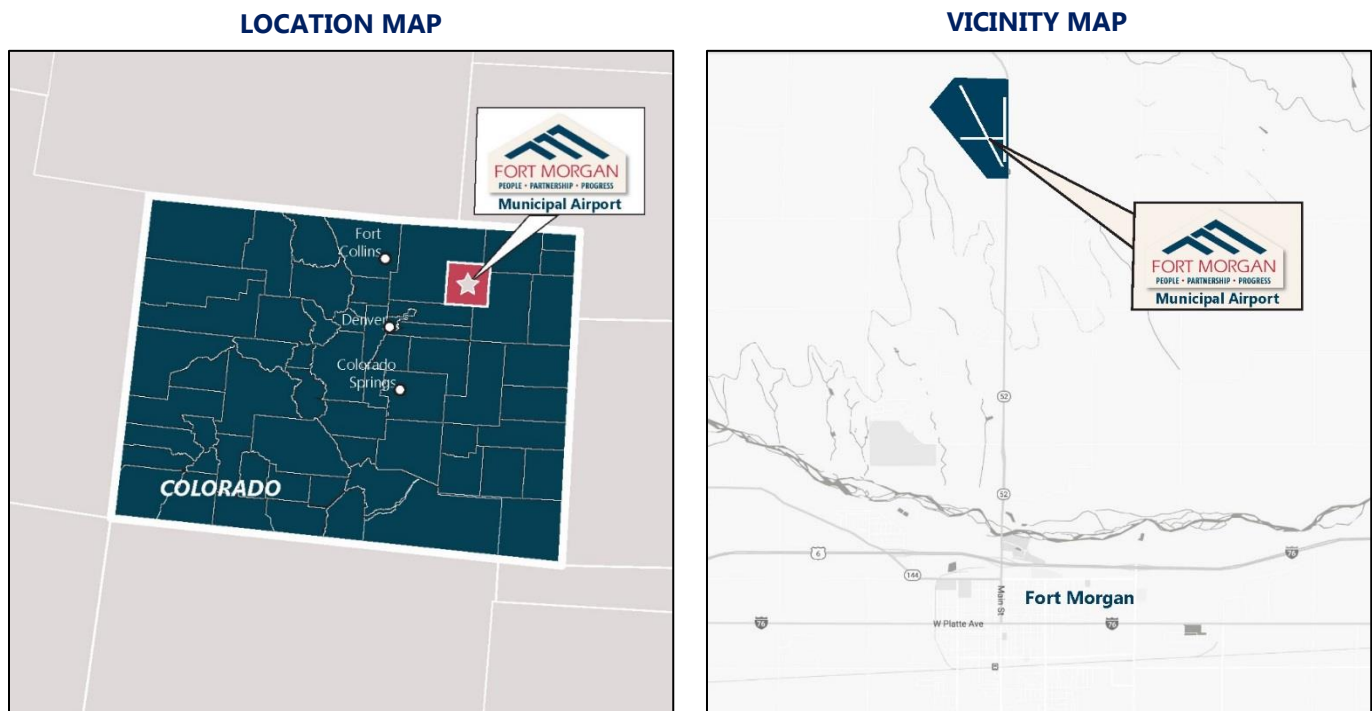 LOCATION MAP
FORT MORGAN
PEOPLE • PARTNERSHIP • PROGRESS
Municipal Airport
Fort
Collins
Denver
Colorado
Springs
COLORADO
VICINITY MAP
FORT MORGAN
PEOPLE • PARTNERSHIP • PROGRESS
Municipal Airport
52
52
6
76
144
Main St
Fort Morgan
W Platte Ave
76
76